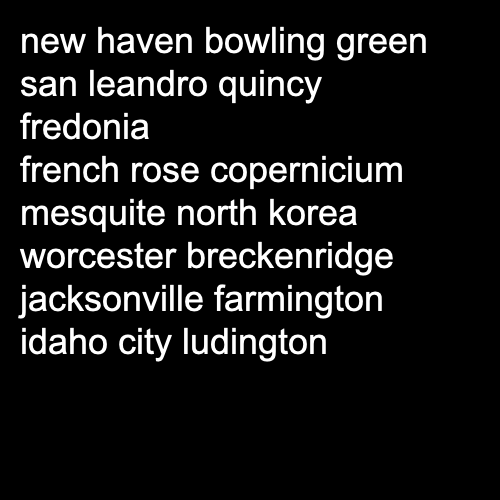 new haven bowling green
san leandro quincy
fredonia
french rose copernicium
mesquite north korea
worcester breckenridge
jacksonville farmington
idaho city ludington